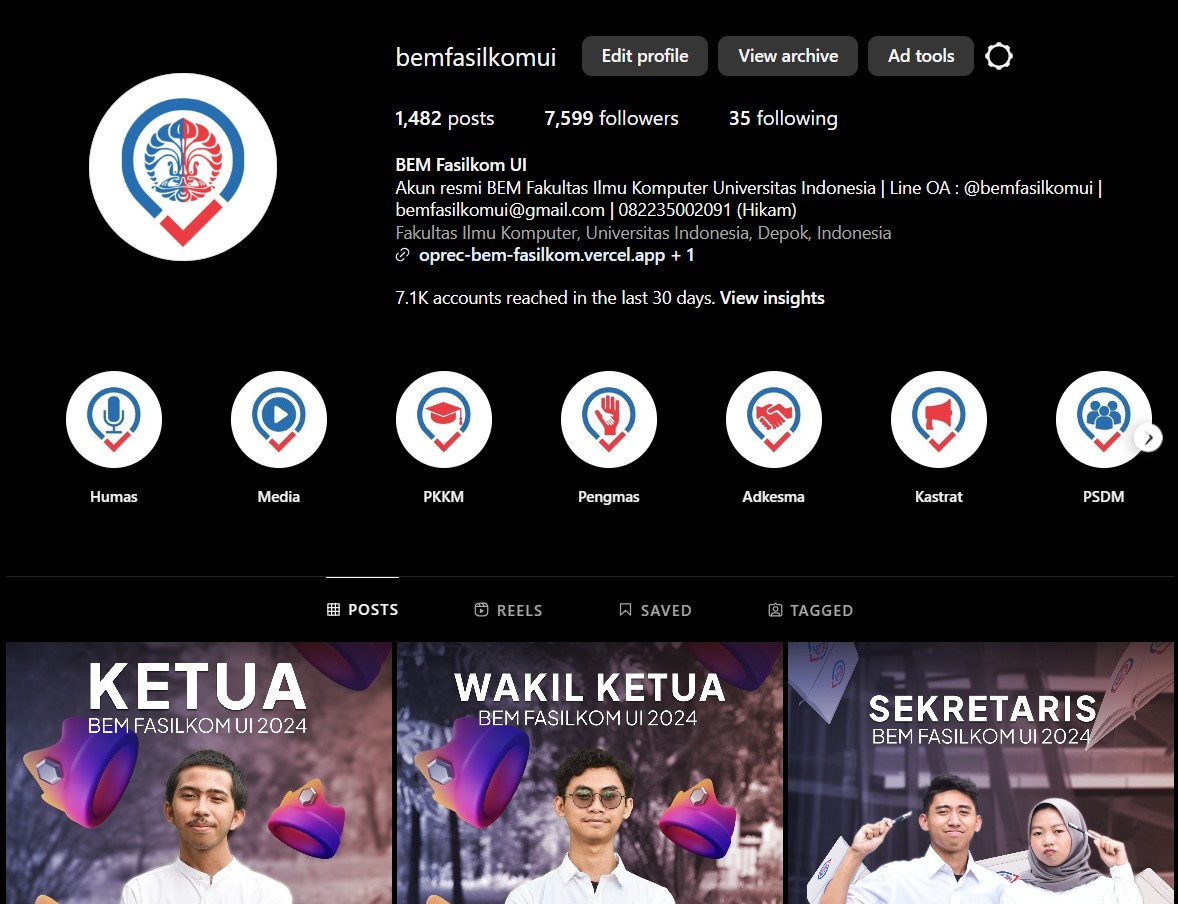 bemfasilkomui Edit profile View archive Ad tools
1,482 posts 7,599 followers 35 following
BEM Fasilkom UI
Akun resmi BEM Fakultas Ilmu Komputer Universitas Indonesia | Line OA : @bemfasilkomui |
bemfasilkomui@gmail.com | 082235002091 (Hikam)
Fakultas Ilmu Komputer, Universitas Indonesia, Depok, Indonesia
oprec-bem-fasilkom.vercel.app + 1
7.1K accounts reached in the last 30 days. View insights
Humas Media PKKM Pengmas Adkesma Kastrat PSDM
POSTS REELS SAVED TAGGED
KETUA
BEM FASILKOM UI 2024
WAKIL KETUA
BEM FASILKOM UI 2024
SEKRETARIS
BEM FASILKOM UI 2024